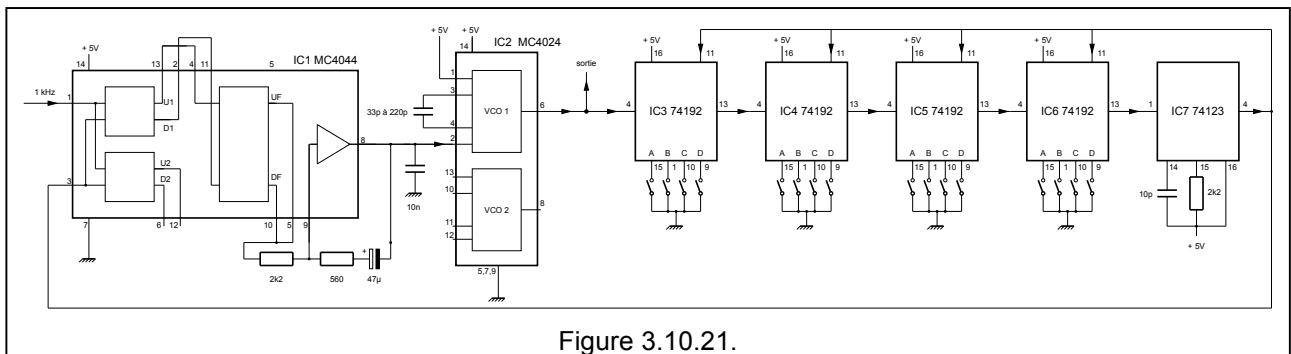 IC1 MC4044
+ 5V
14
13
2
4
11
5
1 kHz
1
U1
D1
UF
U2
D2
DF
3
8
7
6
12
10
5
9
2k2
560
+
47µ
10n
33p à 220p
+ 5V
+ 5V
14
IC2 MC4024
1
3
VCO 1
6
4
2
13
10
VCO 2
8
11
12
5,7,9
sortie
+ 5V
16
11
4
IC3 74192
13
A B C D
15 1 10 9
+ 5V
16
11
4
IC4 74192
13
A B C D
15 1 10 9
+ 5V
16
11
4
IC5 74192
13
A B C D
15 1 10 9
+ 5V
16
11
4
IC6 74192
13
A B C D
15 1 10 9
1
IC7 74123
4
14
15
16
10p
2k2
+ 5V
Figure 3.10.21.